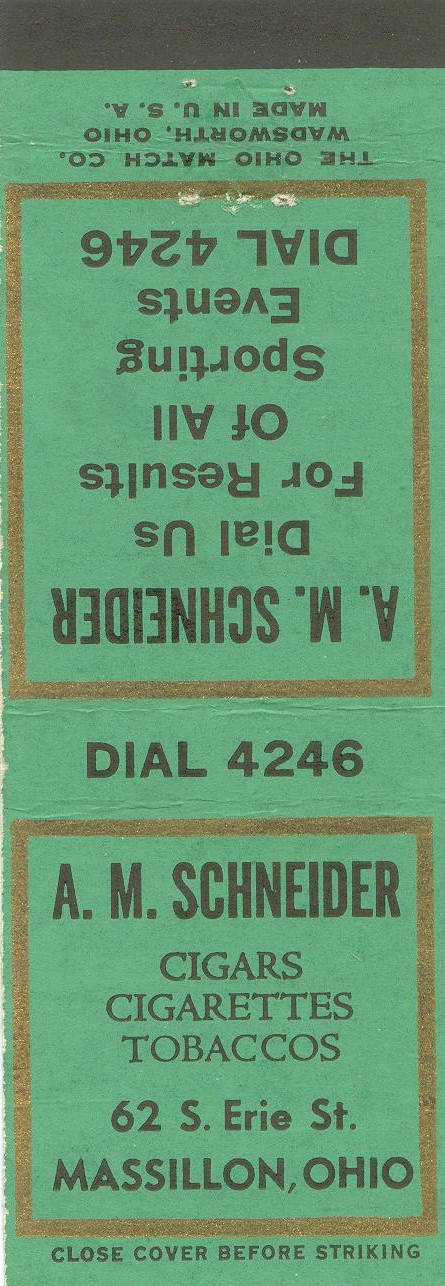 THE OHIO MATCH CO.
WADSWORTH, OHIO
MADE IN U. S. A.
A. M. SCHNEIDER
Dial Us
For Results
Of All
Sporting
Events
DIAL 4246
DIAL 4246
A. M. SCHNEIDER
CIGARS
CIGARETTES
TOBACCOS
62 S. Erie St.
MASSILLON, OHIO
CLOSE COVER BEFORE STRIKING